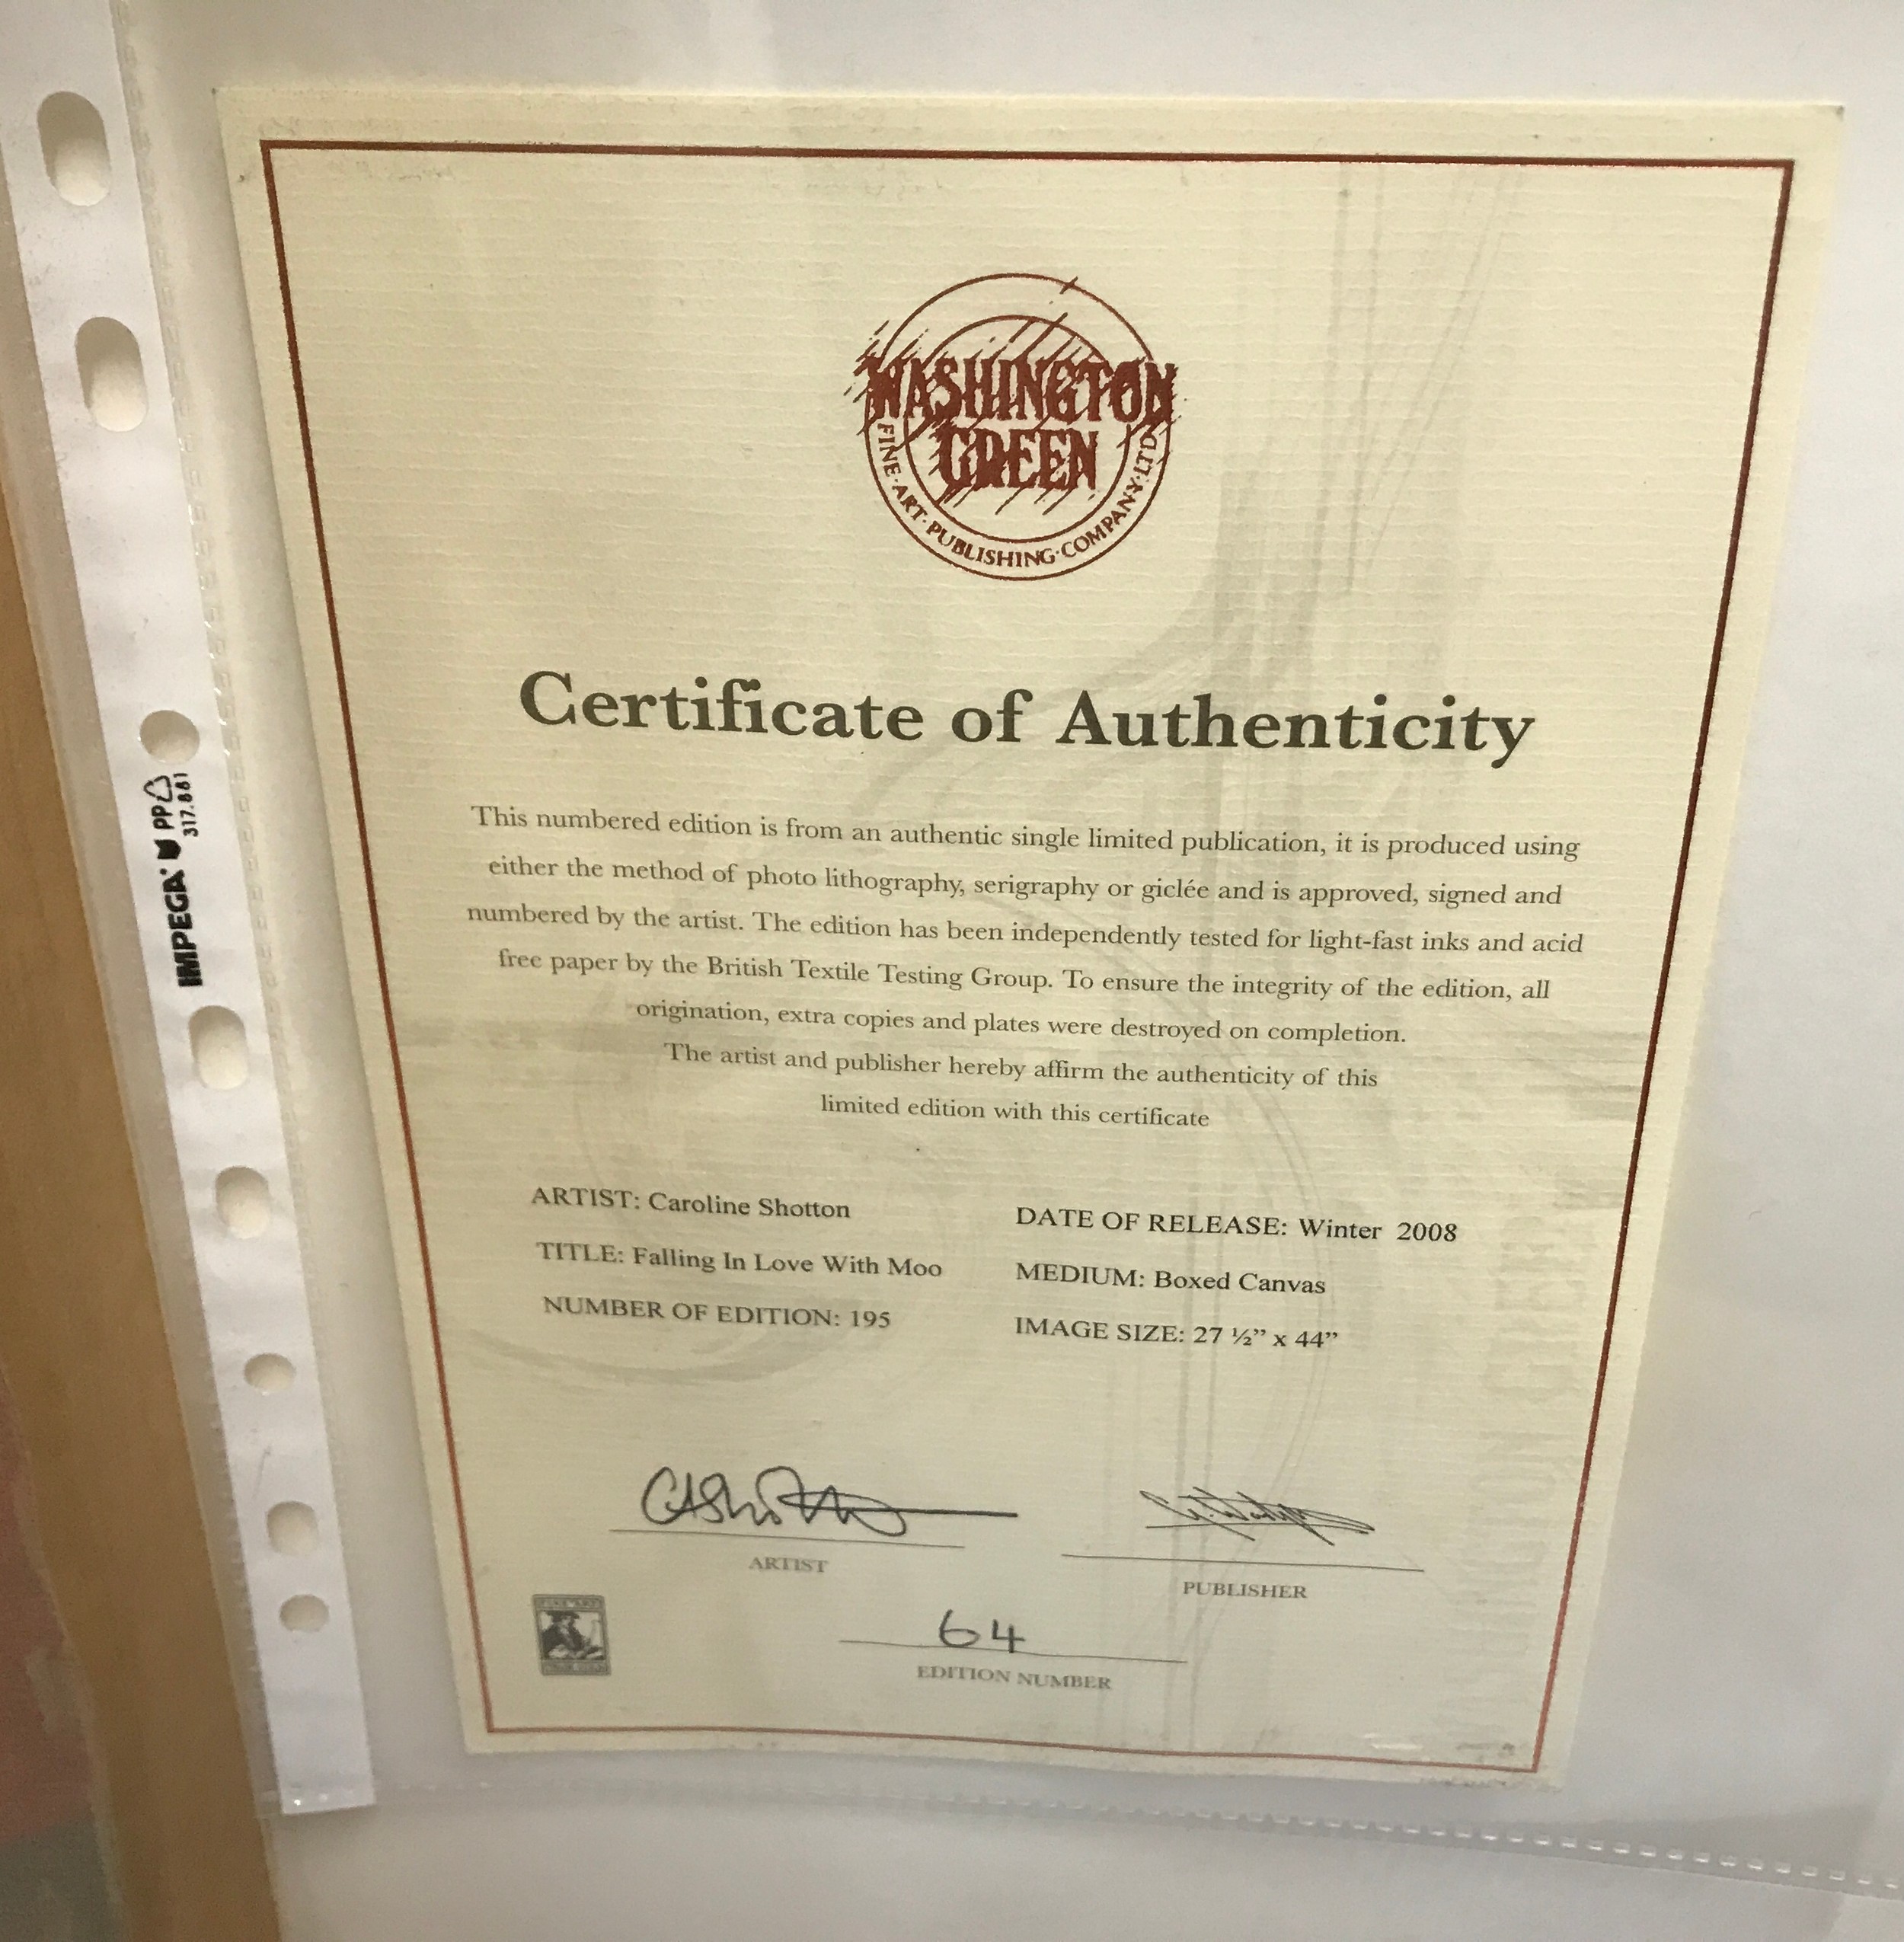 WASHINGTON
GREEN
FINE·ART·PUBLISHING·COMPANY·LTD
Certificate of Authenticity
This numbered edition is from an authentic single limited publication, it is produced using
either the method of photo lithography, serigraphy or giclée and is approved, signed and
numbered by the artist. The edition has been independently tested for light-fast inks and acid
free paper by the British Textile Testing Group. To ensure the integrity of the edition, all
origination, extra copies and plates were destroyed on completion.
The artist and publisher hereby affirm the authenticity of this
limited edition with this certificate
ARTIST: Caroline Shotton
TITLE: Falling In Love With Moo
NUMBER OF EDITION: 195
DATE OF RELEASE: Winter 2008
MEDIUM: Boxed Canvas
IMAGE SIZE: 27 ½” x 44”
ARTIST
PUBLISHER
64
EDITION NUMBER
FINE ART
IMPEGA PP
317.881